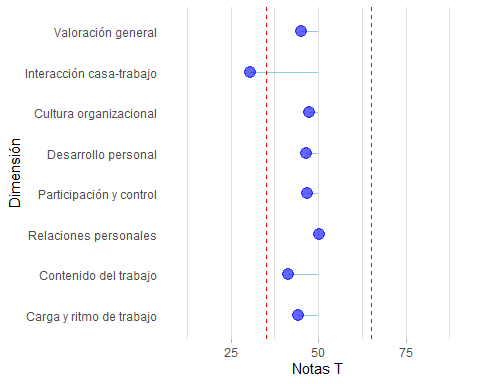 Valoración general
Interacción casa-trabajo
Cultura organizacional
Desarrollo personal
Participación y control
Relaciones personales
Contenido del trabajo
Carga y ritmo de trabajo
Dimensión
25 50 75
Notas T